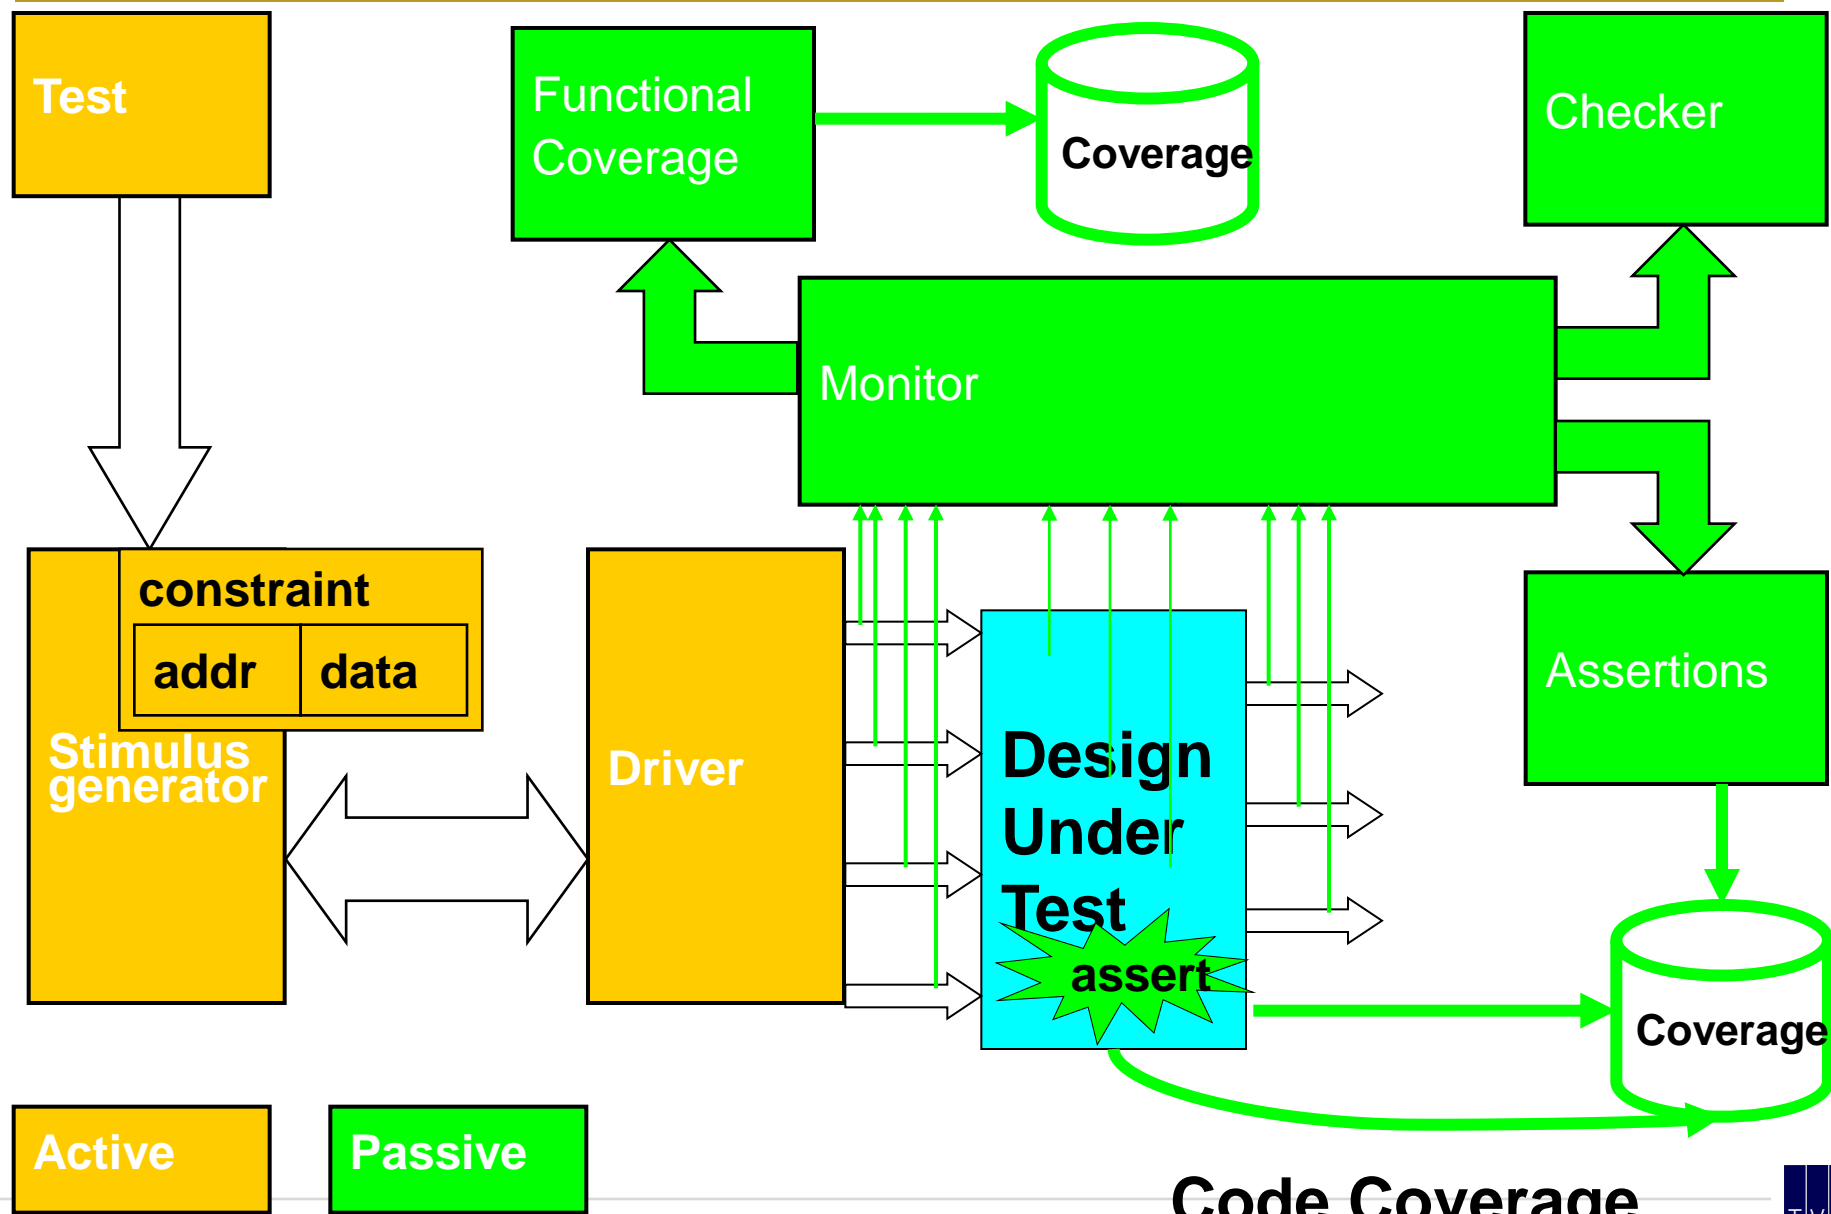 Test
Functional
Coverage
Coverage
Checker
Monitor
constraint
addr data
Stimulus
generator
Driver
Design
Under
Test
assert
Assertions
Coverage
Active
Passive
Code Coverage
T V